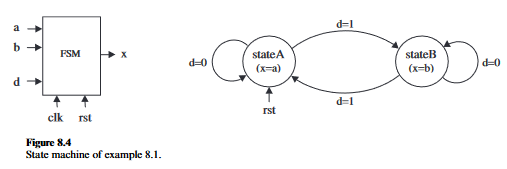 a
b
d
FSM
x
clk rst
d=0
stateA
(x=a)
rst
d=1
d=1
stateB
(x=b)
d=0
Figure 8.4
State machine of example 8.1.